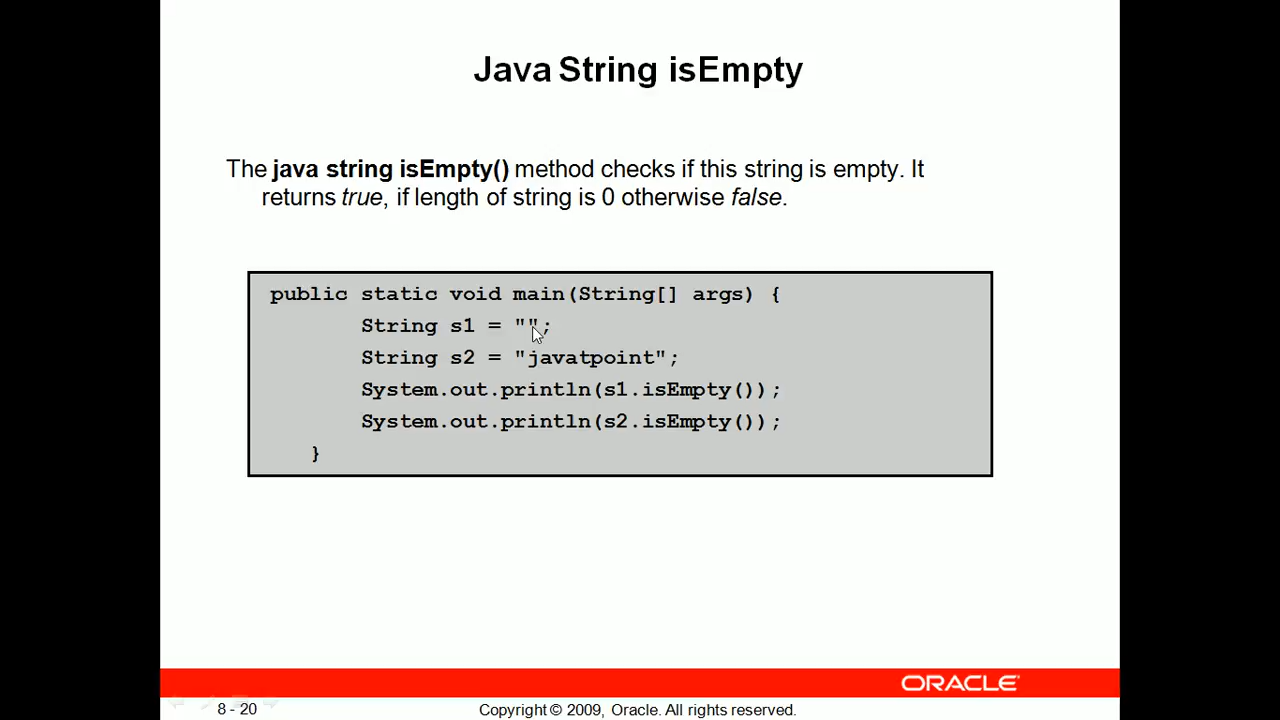 Java String isEmpty
The java string isEmpty() method checks if this string is empty. It
returns true, if length of string is 0 otherwise false.
public static void main(String[] args) {
String s1 = "";
String s2 = "javatpoint";
System.out.println(s1.isEmpty());
System.out.println(s2.isEmpty());
}
ORACLE
8 - 20
Copyright © 2009, Oracle. All rights reserved.